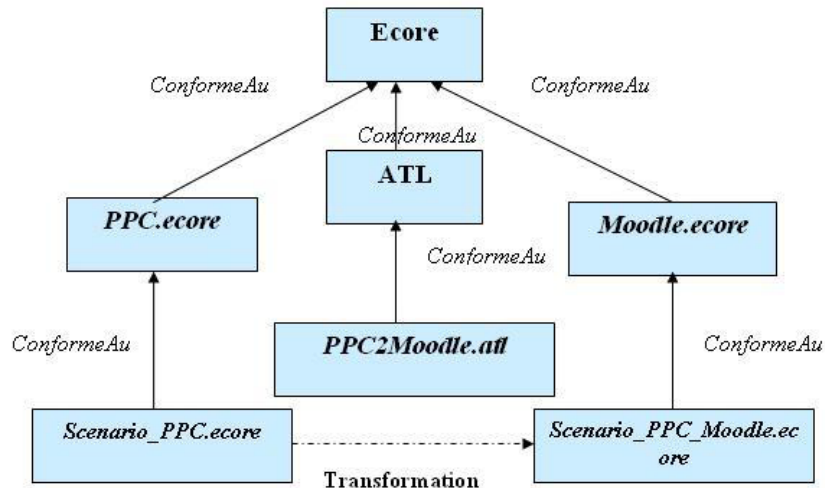 Ecore
ConformeAu
ConformeAu
ConformeAu
ATL
PPC.ecore
Moodle.ecore
ConformeAu
PPC2Moodle.atl
ConformeAu
ConformeAu
Scenario_PPC.ecore
Scenario_PPC_Moodle.ec
ore
Transformation